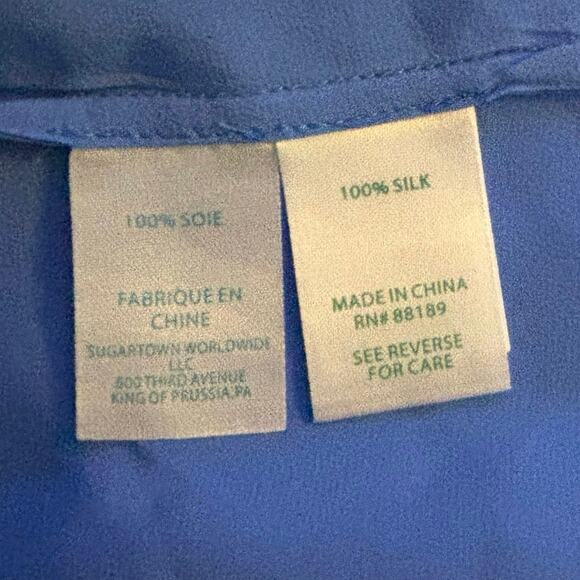 100% SOIE
FABRIQUE EN
CHINE
SUGARTOWN WORLDWIDE
LLC
800 THIRD AVENUE
KING OF PRUSSIA, PA
100% SILK
MADE IN CHINA
RN# 88189
SEE REVERSE
FOR CARE